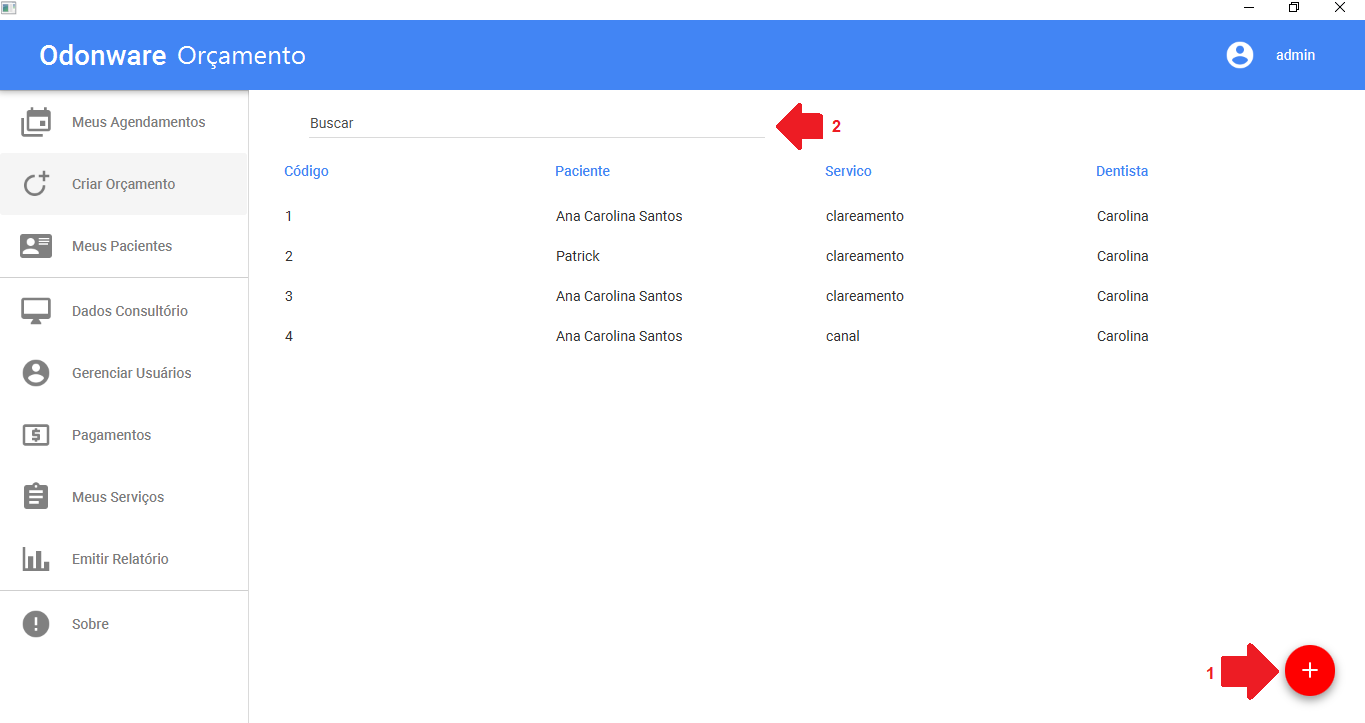 Odonware Orçamento
admin
Meus Agendamentos
Criar Orçamento
Meus Pacientes
Dados Consultório
Gerenciar Usuários
Pagamentos
Meus Serviços
Emitir Relatório
Sobre
Buscar
2
Código Paciente Servico Dentista
1 Ana Carolina Santos clareamento Carolina
2 Patrick clareamento Carolina
3 Ana Carolina Santos clareamento Carolina
4 Ana Carolina Santos canal Carolina
1